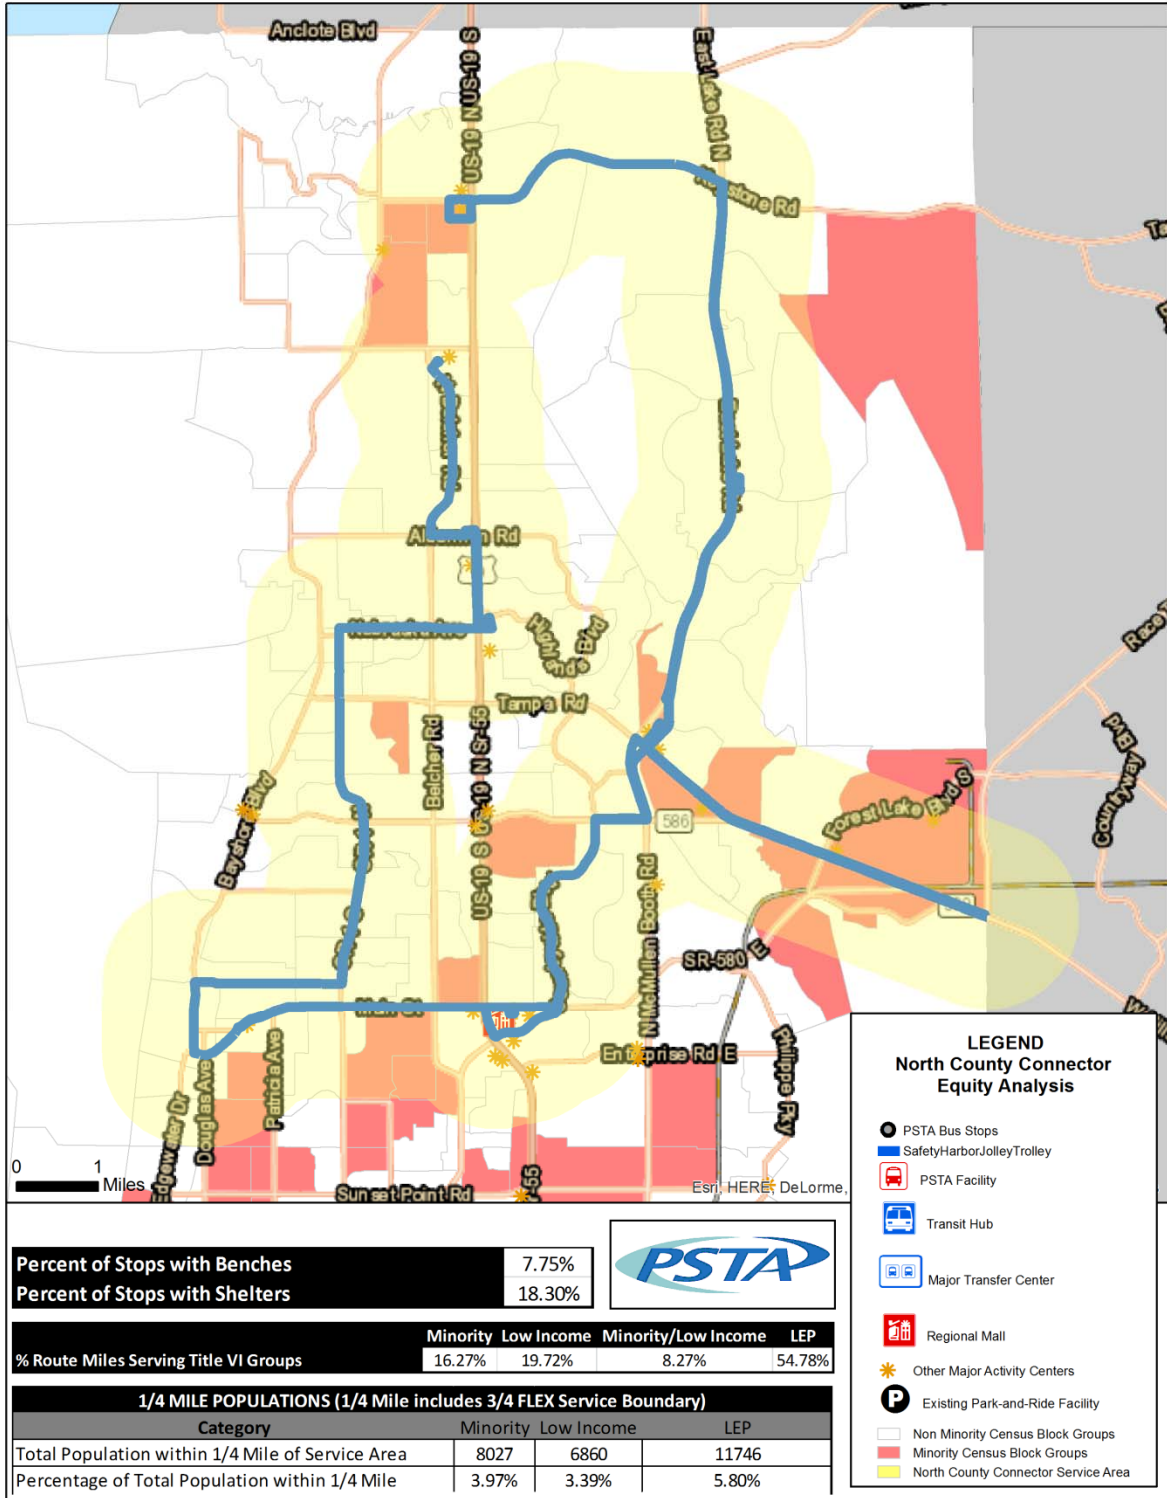 Anclote Blvd
US-19 N US-19 S
East Lake Rd N
Keystone Rd
Alderman Rd
Nebraska Ave
Highlands Blvd
Tampa Rd
Race T
Countyway Blvd
Belcher Rd
US-19 S US-19 N Sr-55
Bayshore Blvd
586
Forest Lake Blvd S
N McMullen Booth Rd
SR-580 E
Main St
Enterprise Rd E
Philippe Pky
Douglas Ave
Patricia Ave
Edgewater Dr
Sunset Point Rd
-55
0 1
Miles
Esri, HERE, DeLorme,
LEGEND
North County Connector
Equity Analysis
PSTA Bus Stops
SafetyHarborJolleyTrolley
PSTA Facility
Transit Hub
Major Transfer Center
Regional Mall
Other Major Activity Centers
P Existing Park-and-Ride Facility
Non Minority Census Block Groups
Minority Census Block Groups
North County Connector Service Area
Percent of Stops with Benches 7.75%
Percent of Stops with Shelters 18.30%
PSTA
Minority Low Income Minority/Low Income LEP
% Route Miles Serving Title VI Groups 16.27% 19.72% 8.27% 54.78%
1/4 MILE POPULATIONS (1/4 Mile includes 3/4 FLEX Service Boundary)
Category Minority Low Income LEP
Total Population within 1/4 Mile of Service Area 8027 6860 11746
Percentage of Total Population within 1/4 Mile 3.97% 3.39% 5.80%